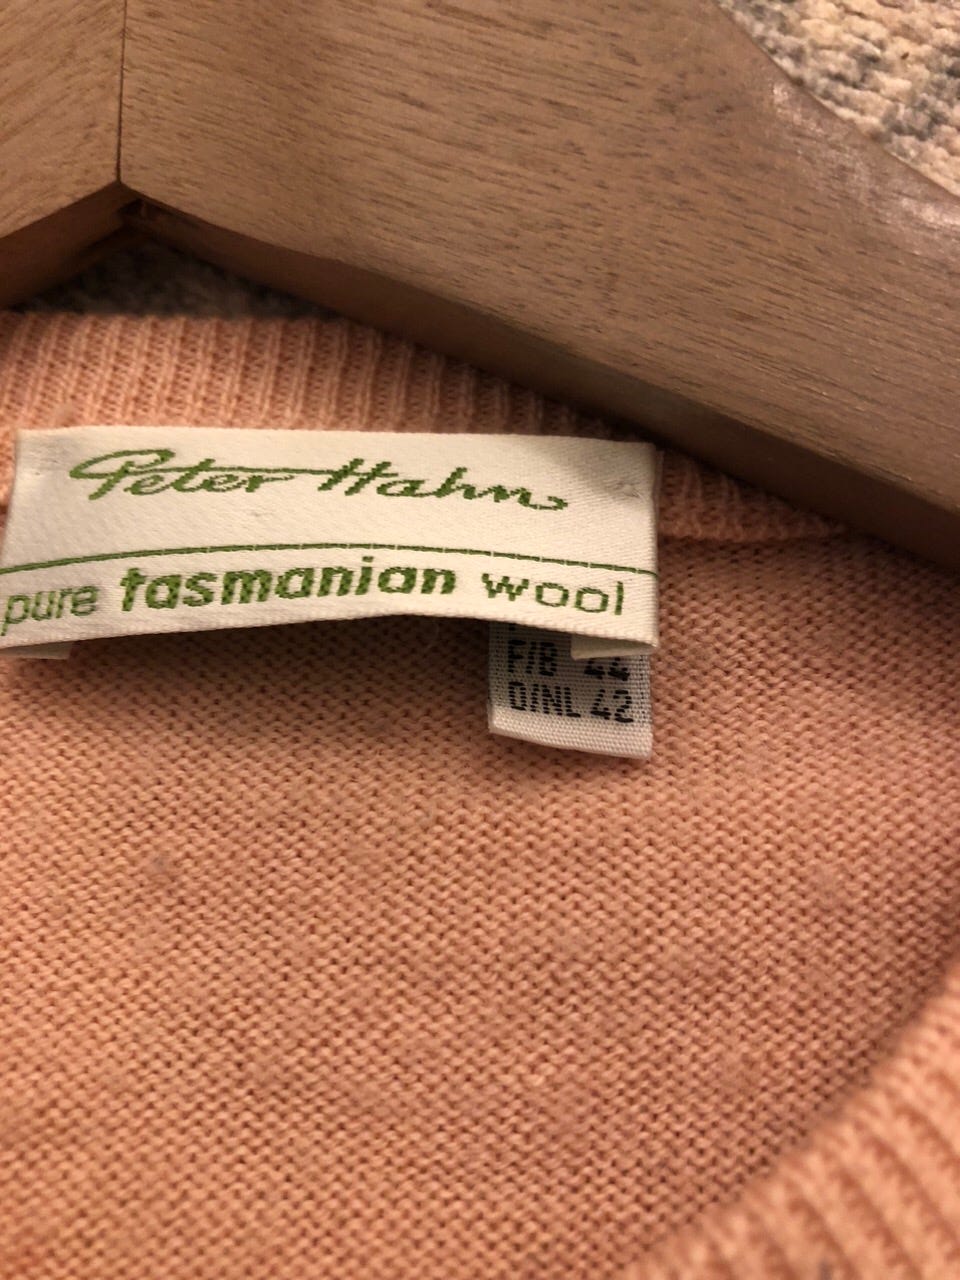 Peter Hahn
pure tasmanian wool
F/B 44
D/NL 42